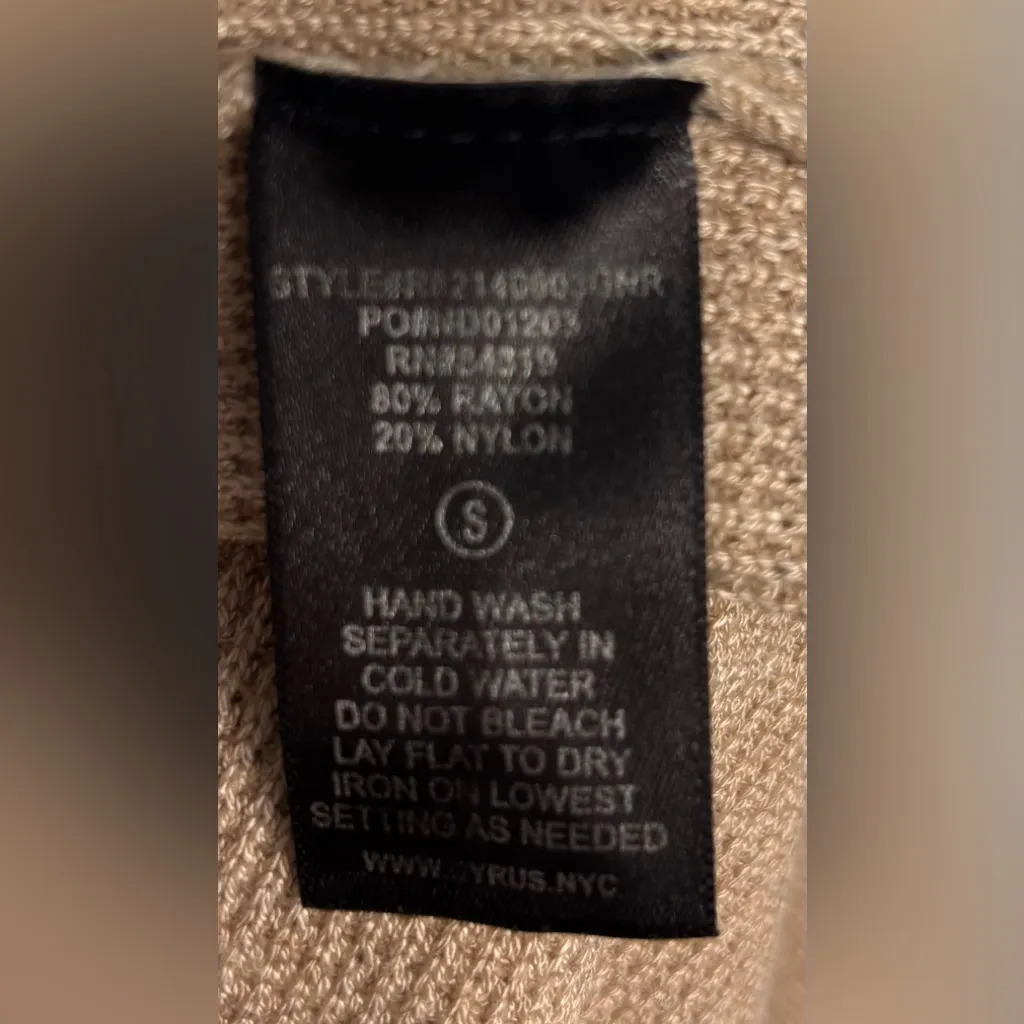 80% RAYON
20% NYLON
S
HAND WASH
SEPARATELY IN
COLD WATER
DO NOT BLEACH
LAY FLAT TO DRY
IRON ON LOWEST
SETTING AS NEEDED
WWW.CYRUS.NYC